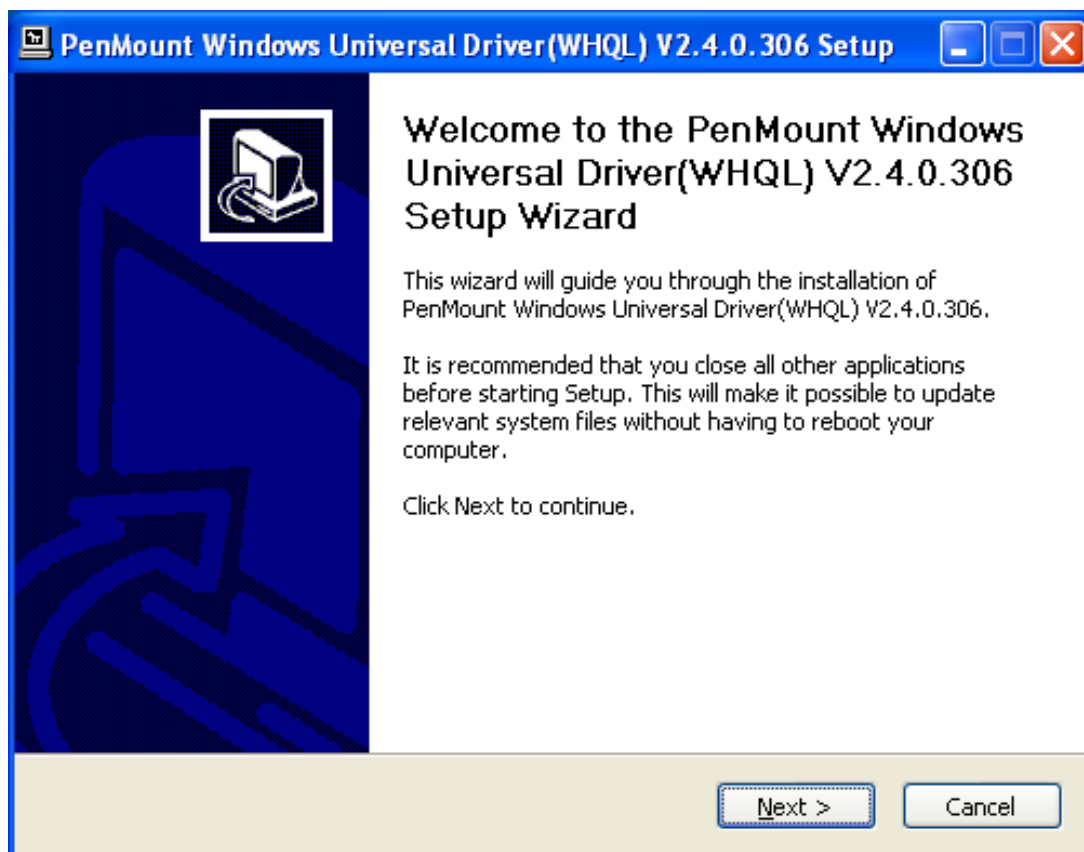 PenMount Windows Universal Driver(WHQL) V2.4.0.306 Setup
Welcome to the PenMount Windows
Universal Driver(WHQL) V2.4.0.306
Setup Wizard
This wizard will guide you through the installation of
PenMount Windows Universal Driver(WHQL) V2.4.0.306.
It is recommended that you close all other applications
before starting Setup. This will make it possible to update
relevant system files without having to reboot your
computer.
Click Next to continue.
Next >
Cancel